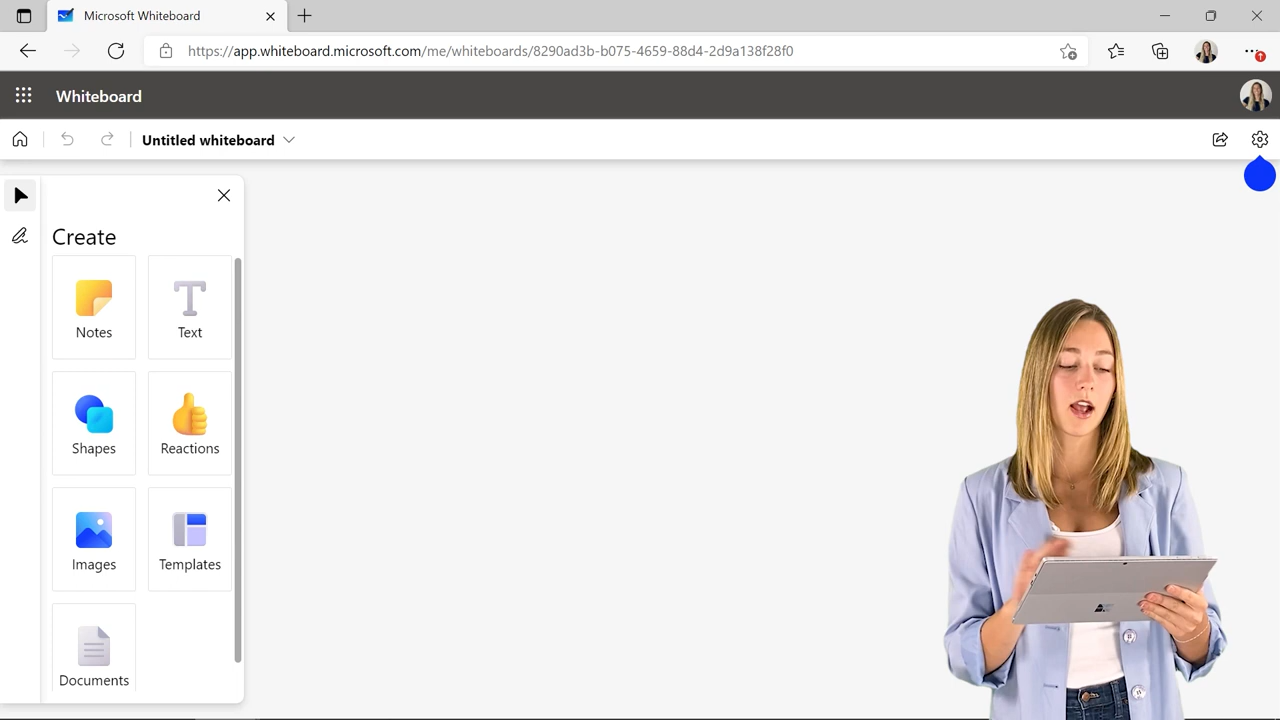 Microsoft Whiteboard
https://app.whiteboard.microsoft.com/me/whiteboards/8290ad3b-b075-4659-88d4-2d9a138f28f0
Whiteboard
Untitled whiteboard
Create
Notes
Text
Shapes
Reactions
Images
Templates
Documents